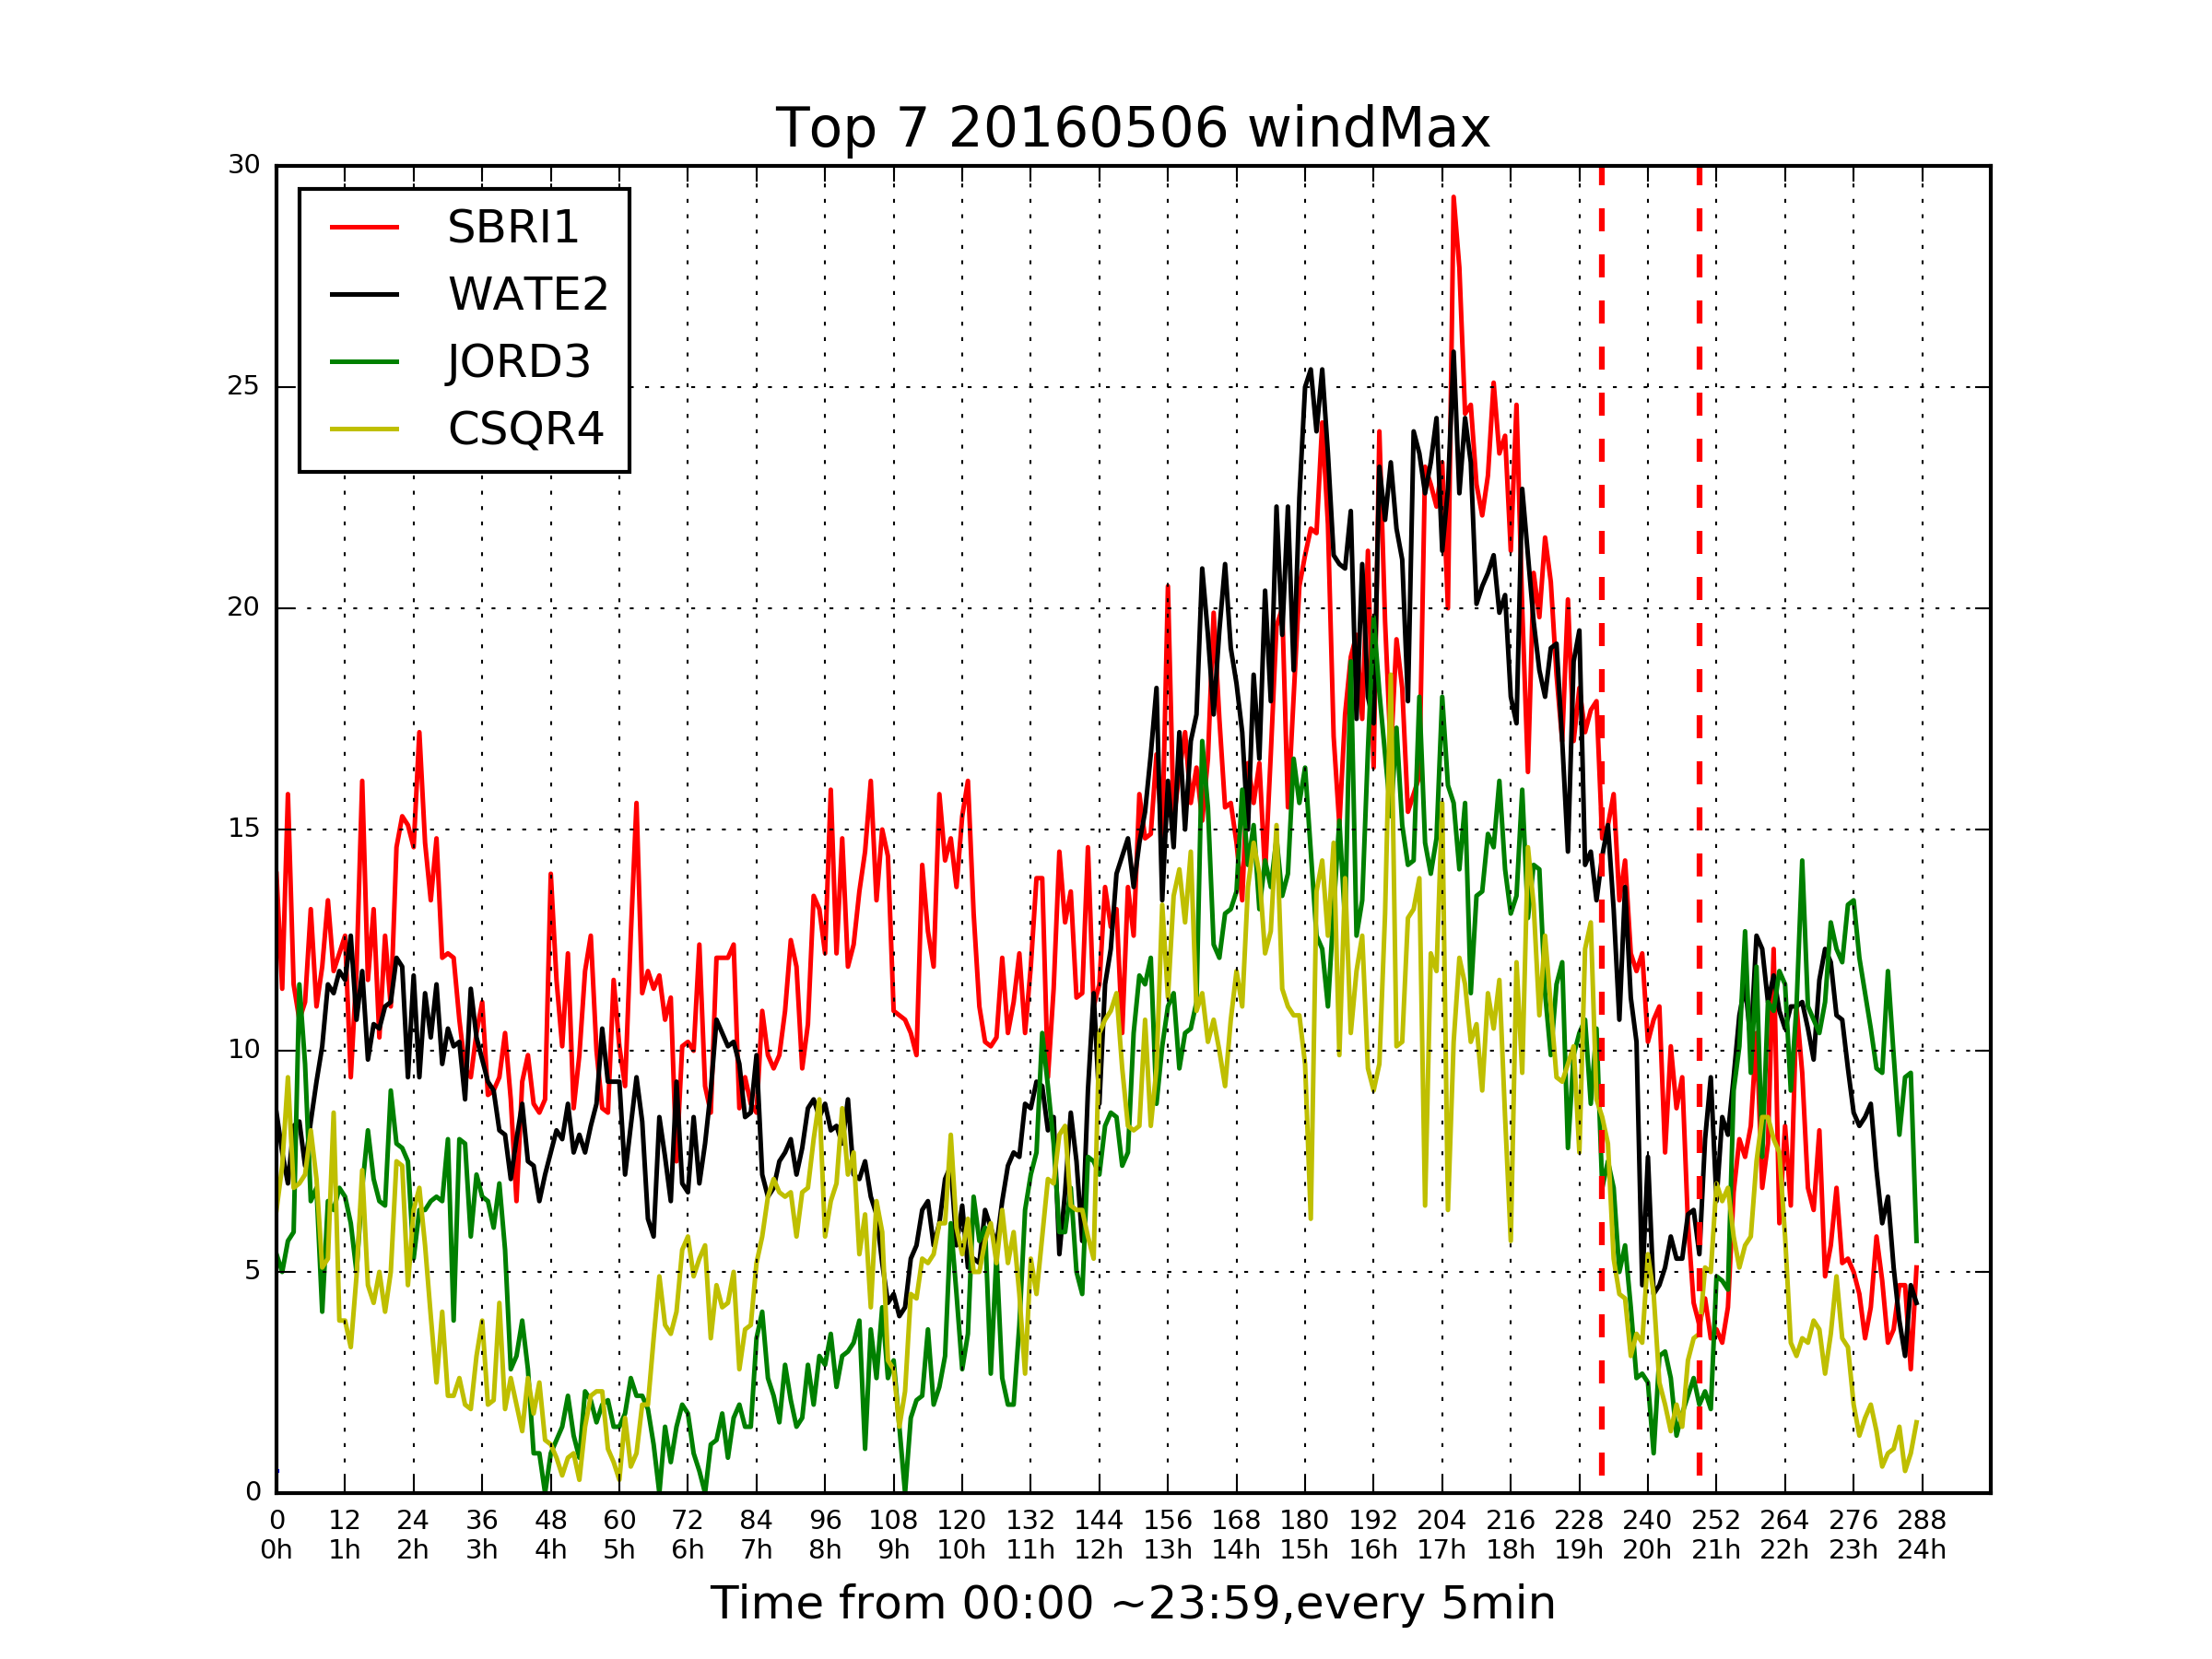 Top 7 20160506 windMax
30
25
20
15
10
5
0
SBRI1
WATE2
JORD3
CSQR4
0 12 24 36 48 60 72 84 96 108 120 132 144 156 168 180 192 204 216 228 240 252 264 276 288
0h 1h 2h 3h 4h 5h 6h 7h 8h 9h 10h 11h 12h 13h 14h 15h 16h 17h 18h 19h 20h 21h 22h 23h 24h
Time from 00:00 ~23:59,every 5min